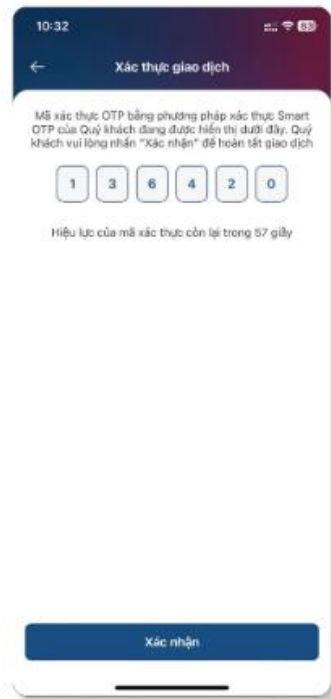 10:32
63
Xác thực giao dịch
Mã xác thực OTP bằng phương pháp xác thực Smart
OTP của Quý khách đang được hiển thị dưới đây. Quý
khách vui lòng nhấn "Xác nhận" để hoàn tất giao dịch
1 3 6 4 2 0
Hiệu lực của mã xác thực còn lại trong 57 giây
Xác nhận